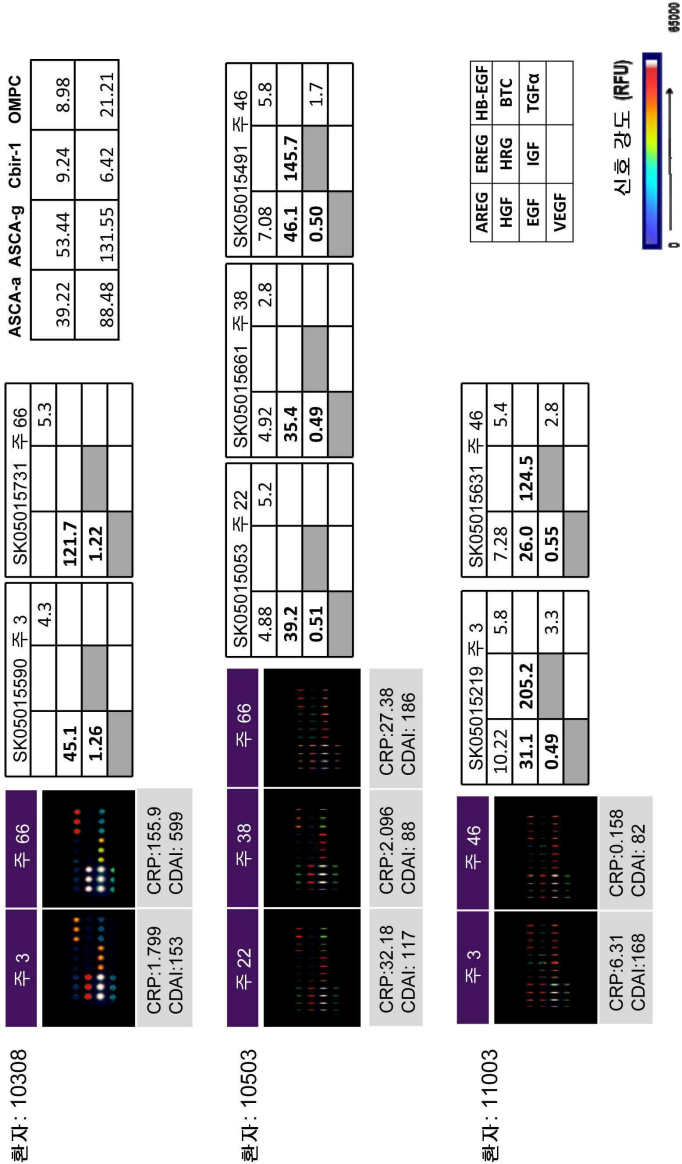 환자: 10308
주 3
주 66
CRP:1.799
CDAI:153
CRP:155.9
CDAI: 599
SK05015590 주 3
4.3
45.1
1.26
SK05015731 주 66
5.3
121.7
1.22
ASCA-a ASCA-g Cbir-1 OMPC
39.22 53.44 9.24 8.98
88.48 131.55 6.42 21.21
환자: 10503
주 22
주 38
주 66
CRP:32.18
CDAI: 117
CRP:2.096
CDAI: 88
CRP:27.38
CDAI: 186
SK05015053 주 22
4.88 5.2
39.2
0.51
SK05015661 주 38
4.92 2.8
35.4
0.49
SK05015491 주 46
7.08 5.8
46.1 145.7
0.50 1.7
환자: 11003
주 3
주 46
CRP:6.31
CDAI:168
CRP:0.158
CDAI: 82
SK05015219 주 3
10.22 5.8
31.1 205.2
0.49 3.3
SK05015631 주 46
7.28 5.4
26.0 124.5
0.55 2.8
AREG EREG HB-EGF
HGF HRG BTC
EGF IGF TGFα
VEGF
신호 강도 (RFU)
0 65000